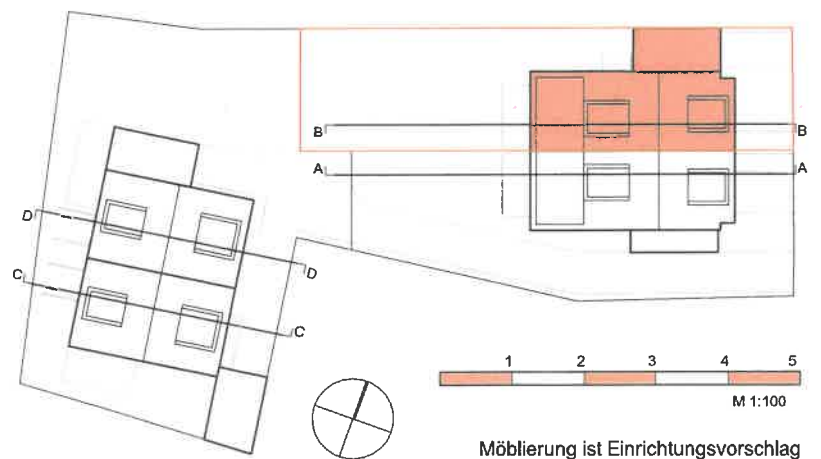 B B
A A
D
D
C
C
1 2 3 4 5
M 1:100
Möblierung ist Einrichtungsvorschlag